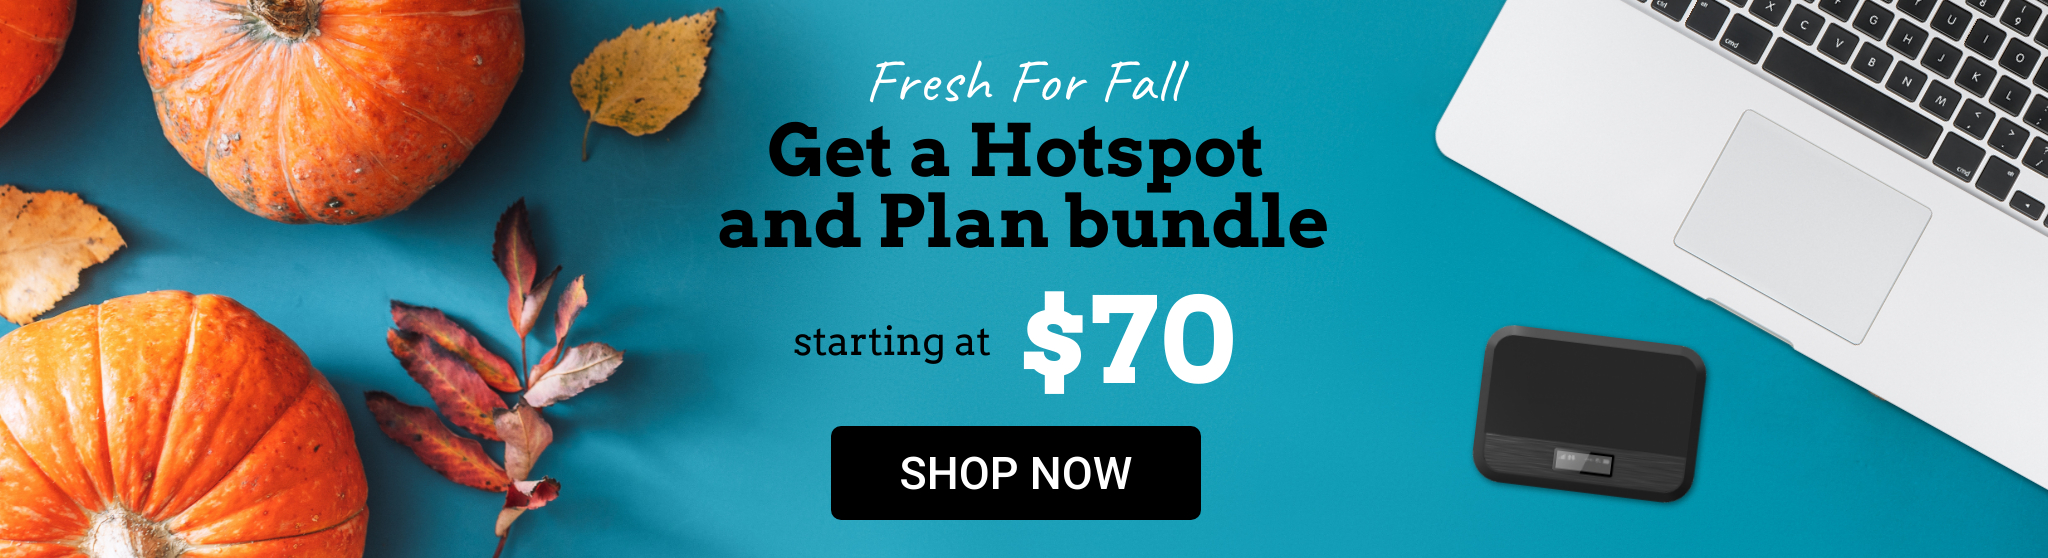 Fresh For Fall
Get a Hotspot
and Plan bundle
starting at $70
SHOP NOW